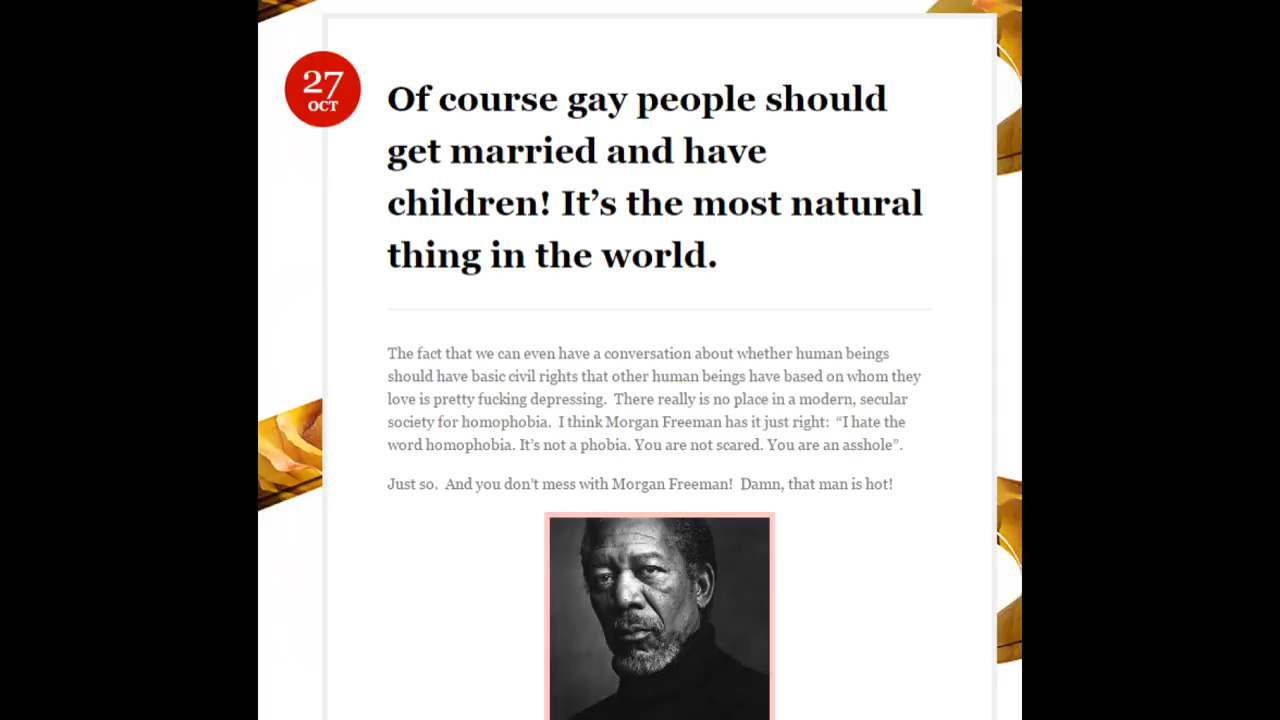 27
OCT
Of course gay people should
get married and have
children! It’s the most natural
thing in the world.
The fact that we can even have a conversation about whether human beings
should have basic civil rights that other human beings have based on whom they
love is pretty fucking depressing.  There really is no place in a modern, secular
society for homophobia.  I think Morgan Freeman has it just right:  “I hate the
word homophobia. It’s not a phobia. You are not scared. You are an asshole”.
Just so.  And you don’t mess with Morgan Freeman!  Damn, that man is hot!